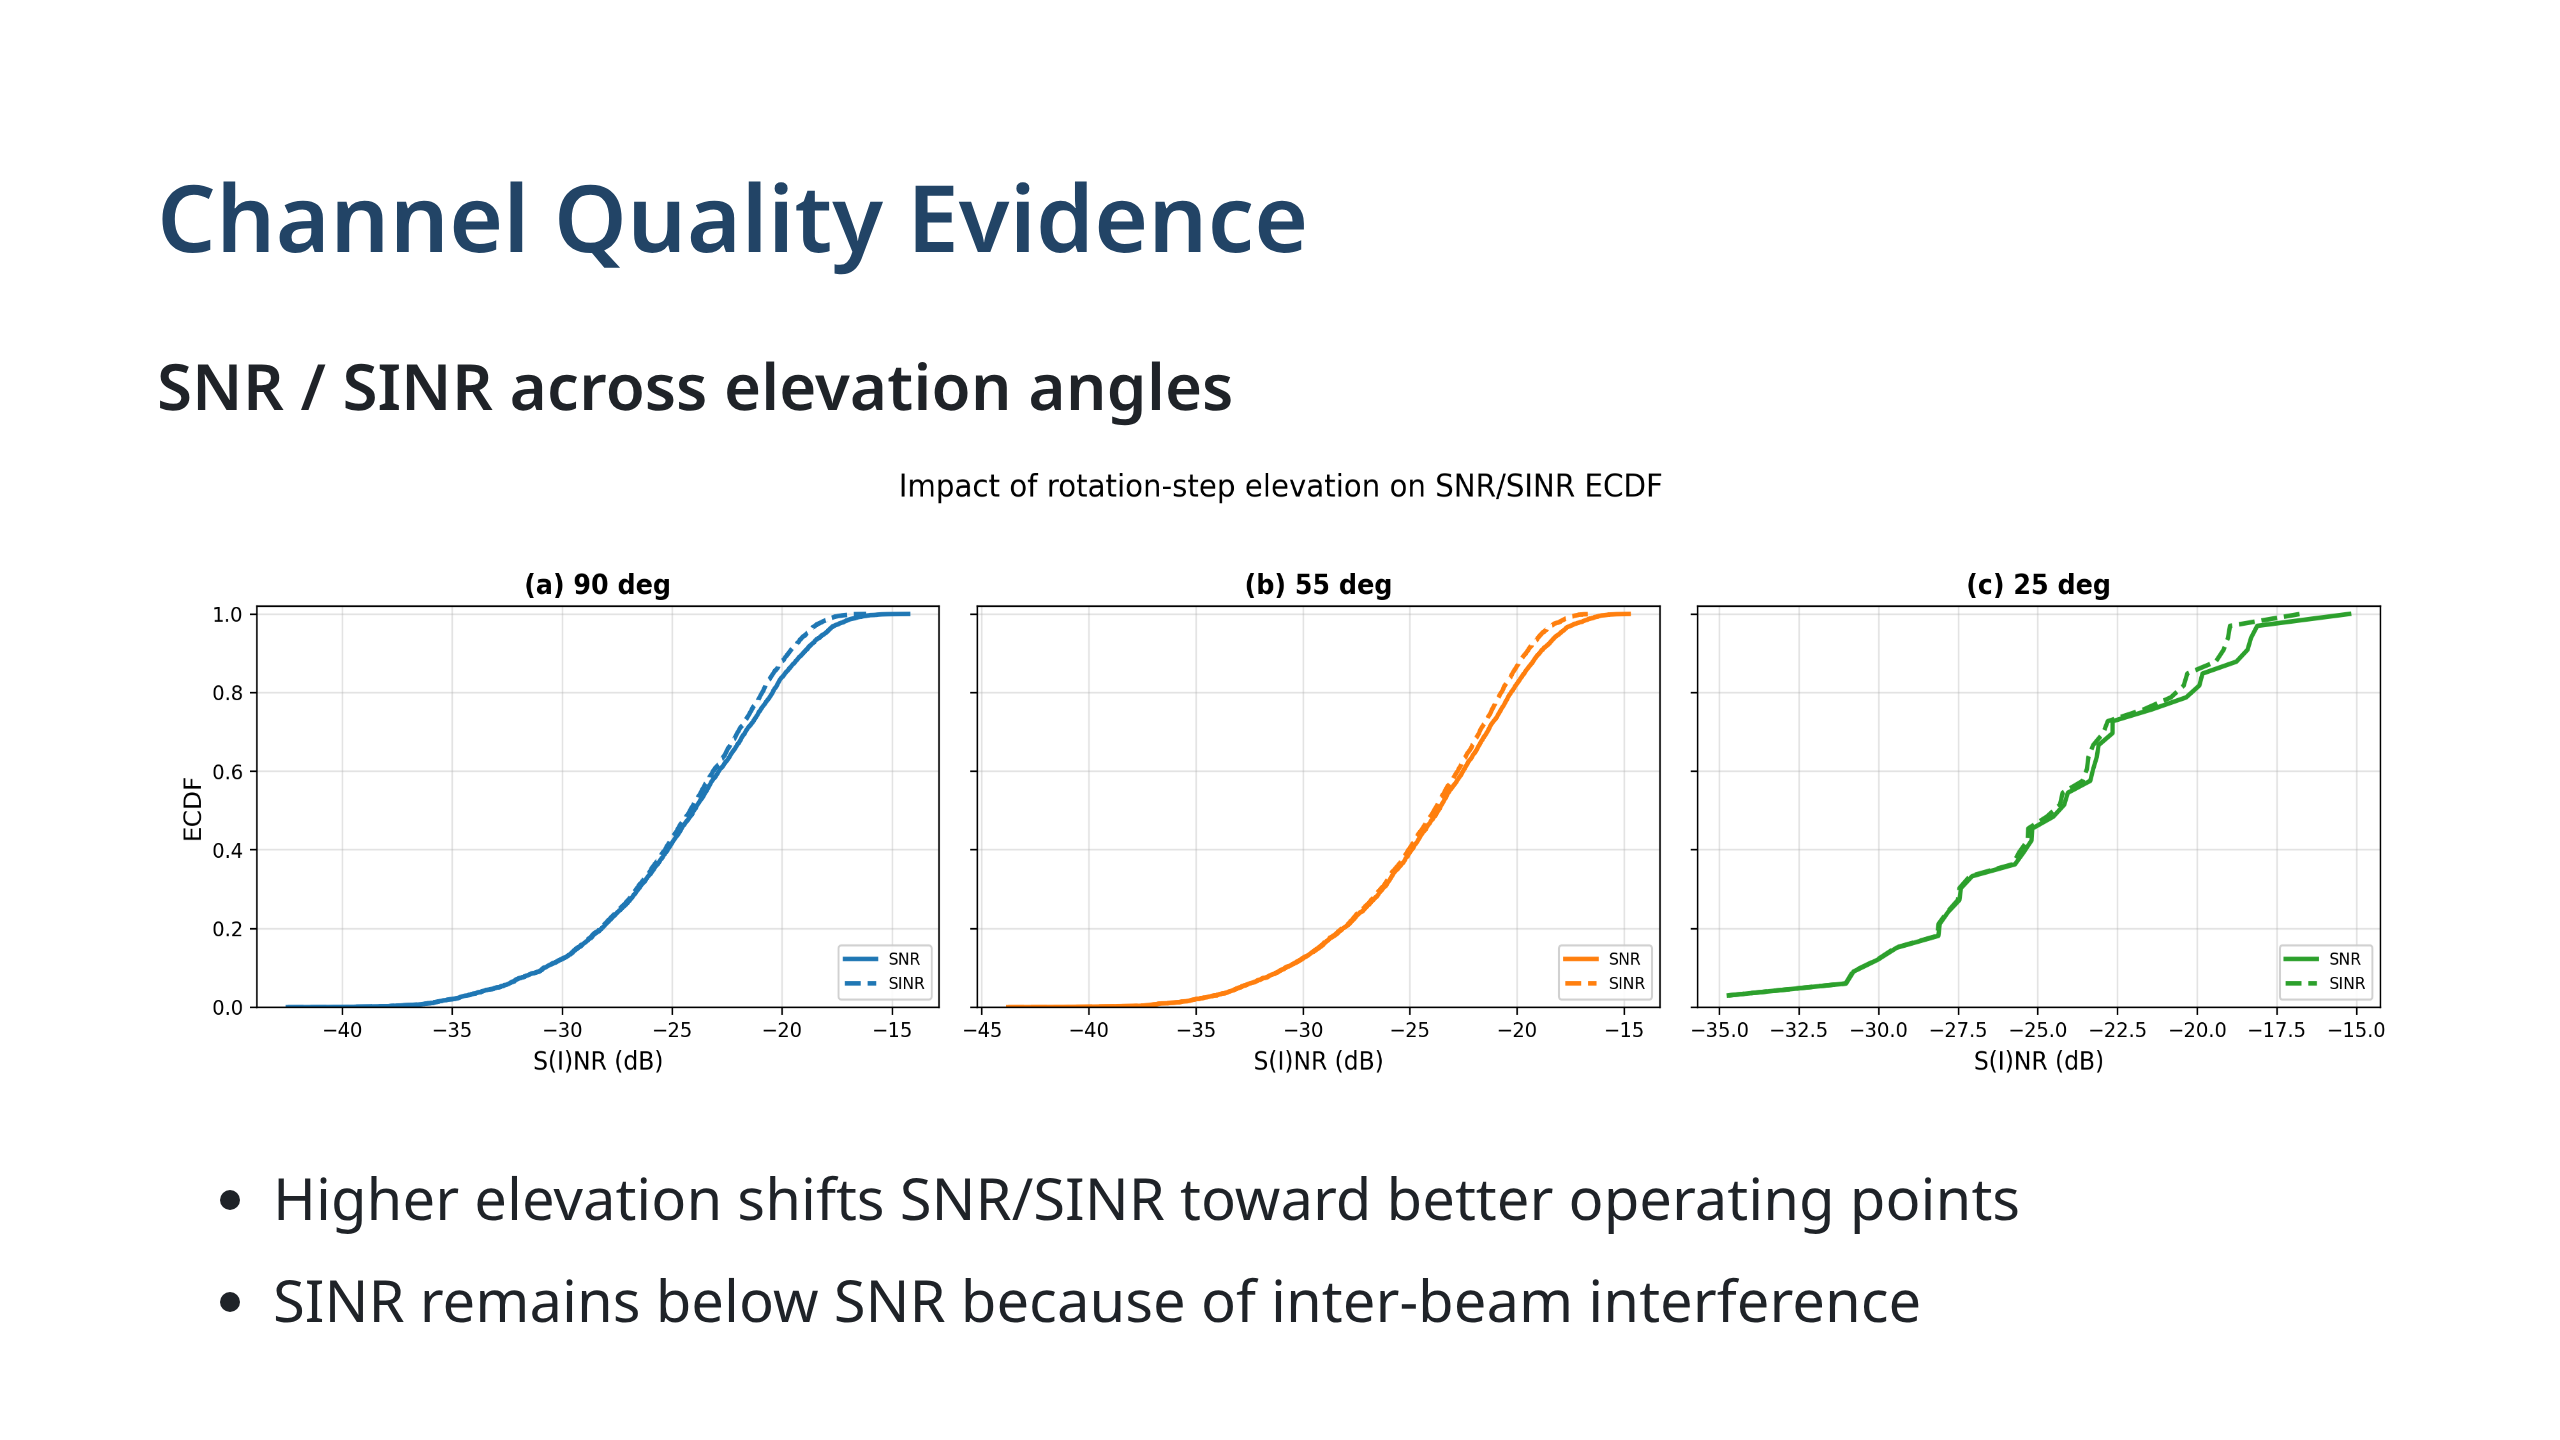 Channel Quality Evidence
SNR / SINR across elevation angles
Impact of rotation-step elevation on SNR/SINR ECDF
(a) 90 deg
ECDF
1.0
0.8
0.6
0.4
0.2
0.0
−40 −35 −30 −25 −20 −15
S(I)NR (dB)
SNR
SINR
(b) 55 deg
−45 −40 −35 −30 −25 −20 −15
S(I)NR (dB)
SNR
SINR
(c) 25 deg
−35.0 −32.5 −30.0 −27.5 −25.0 −22.5 −20.0 −17.5 −15.0
S(I)NR (dB)
SNR
SINR
• Higher elevation shifts SNR/SINR toward better operating points
• SINR remains below SNR because of inter-beam interference